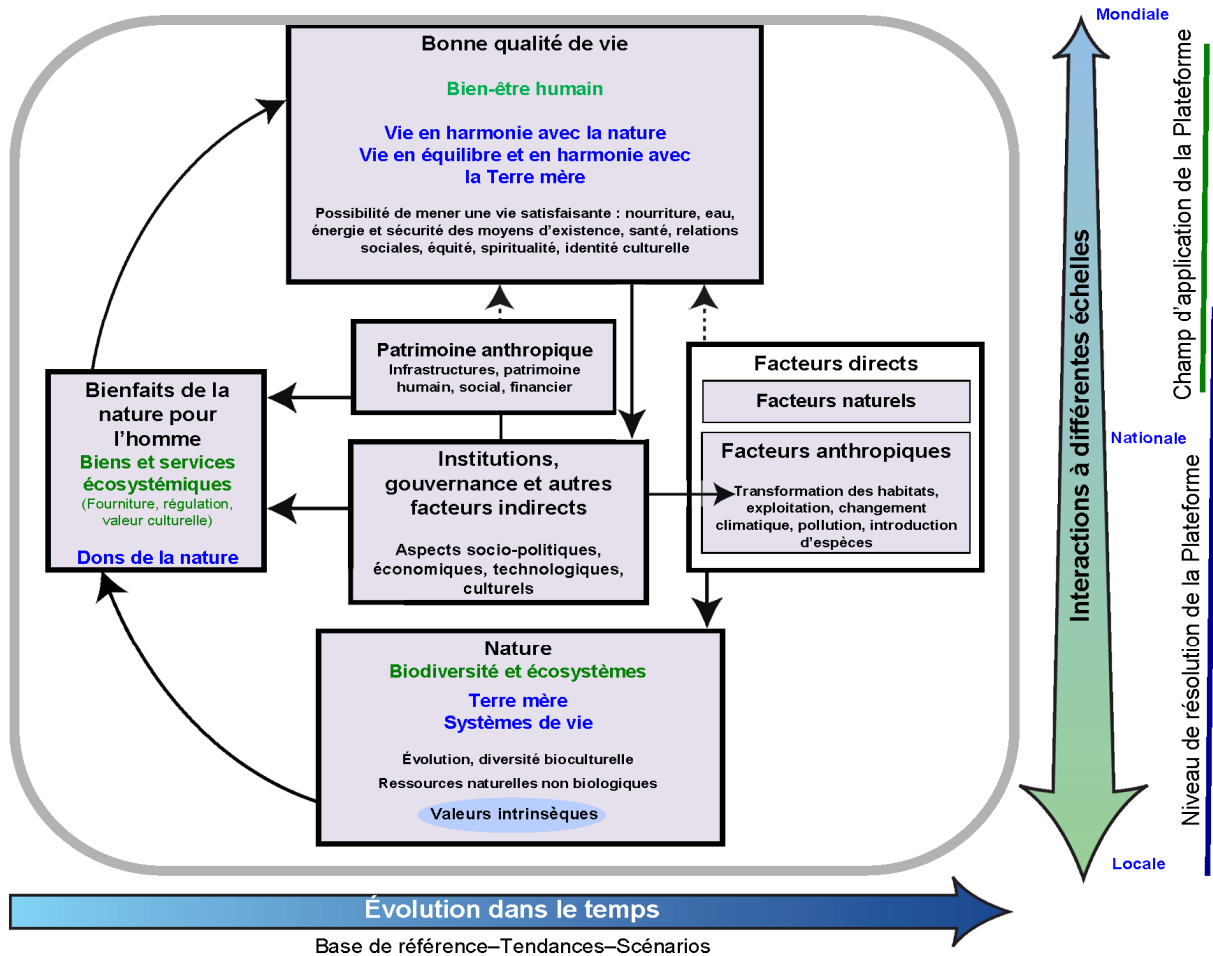 Bonne qualité de vie
Bien-être humain
Vie en harmonie avec la nature
Vie en équilibre et en harmonie avec
la Terre mère
Possibilité de mener une vie satisfaisante : nourriture, eau,
énergie et sécurité des moyens d'existence, santé, relations
sociales, équité, spiritualité, identité culturelle
Patrimoine anthropique
Infrastructures, patrimoine
humain, social, financier
Bienfaits de la
nature pour
l'homme
Biens et services
écosystémiques
(Fourniture, régulation,
valeur culturelle)
Dons de la nature
Institutions,
gouvernance et autres
facteurs indirects
Aspects socio-politiques,
économiques, technologiques,
culturels
Facteurs directs
Facteurs naturels
Facteurs anthropiques
Transformation des habitats,
exploitation, changement
climatique, pollution, introduction
d'espèces
Nature
Biodiversité et écosystèmes
Terre mère
Systèmes de vie
Évolution, diversité bioculturelle
Ressources naturelles non biologiques
Valeurs intrinsèques
Évolution dans le temps
Base de référence–Tendances–Scénarios
Mondiale
Nationale
Locale
Interactions à différentes échelles
Champ d'application de la Plateforme
Niveau de résolution de la Plateforme